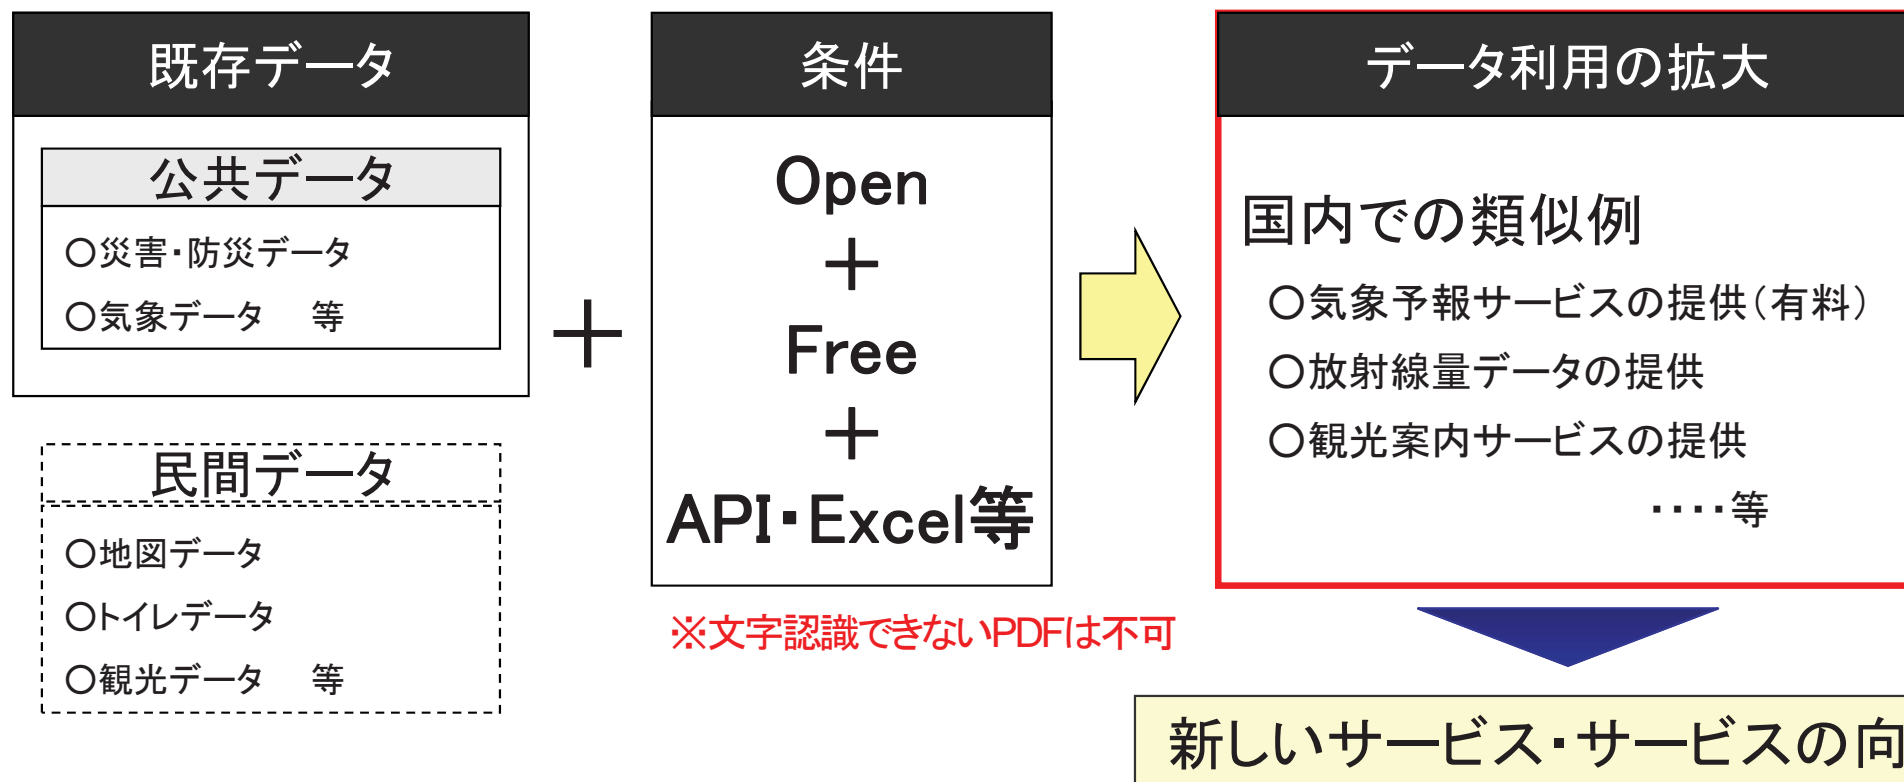 既存データ
公共データ
○災害・防災データ
○気象データ　等
民間データ
○地図データ
○トイレデータ
○観光データ　等
＋
条件
Open
＋
Free
＋
API・Excel等
※文字認識できないPDFは不可
データ利用の拡大
国内での類似例
○気象予報サービスの提供（有料）
○放射線量データの提供
○観光案内サービスの提供
・・・・等
新しいサービス・サービスの向